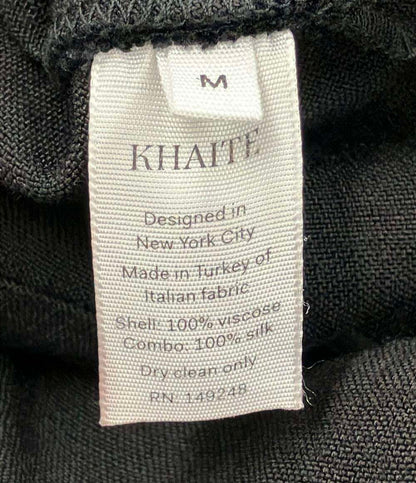 M
KHAITE
Designed in
New York City
Made in Turkey of
Italian fabric
Shell: 100% viscose
Combo: 100% silk
Dry clean only
RN: 149248